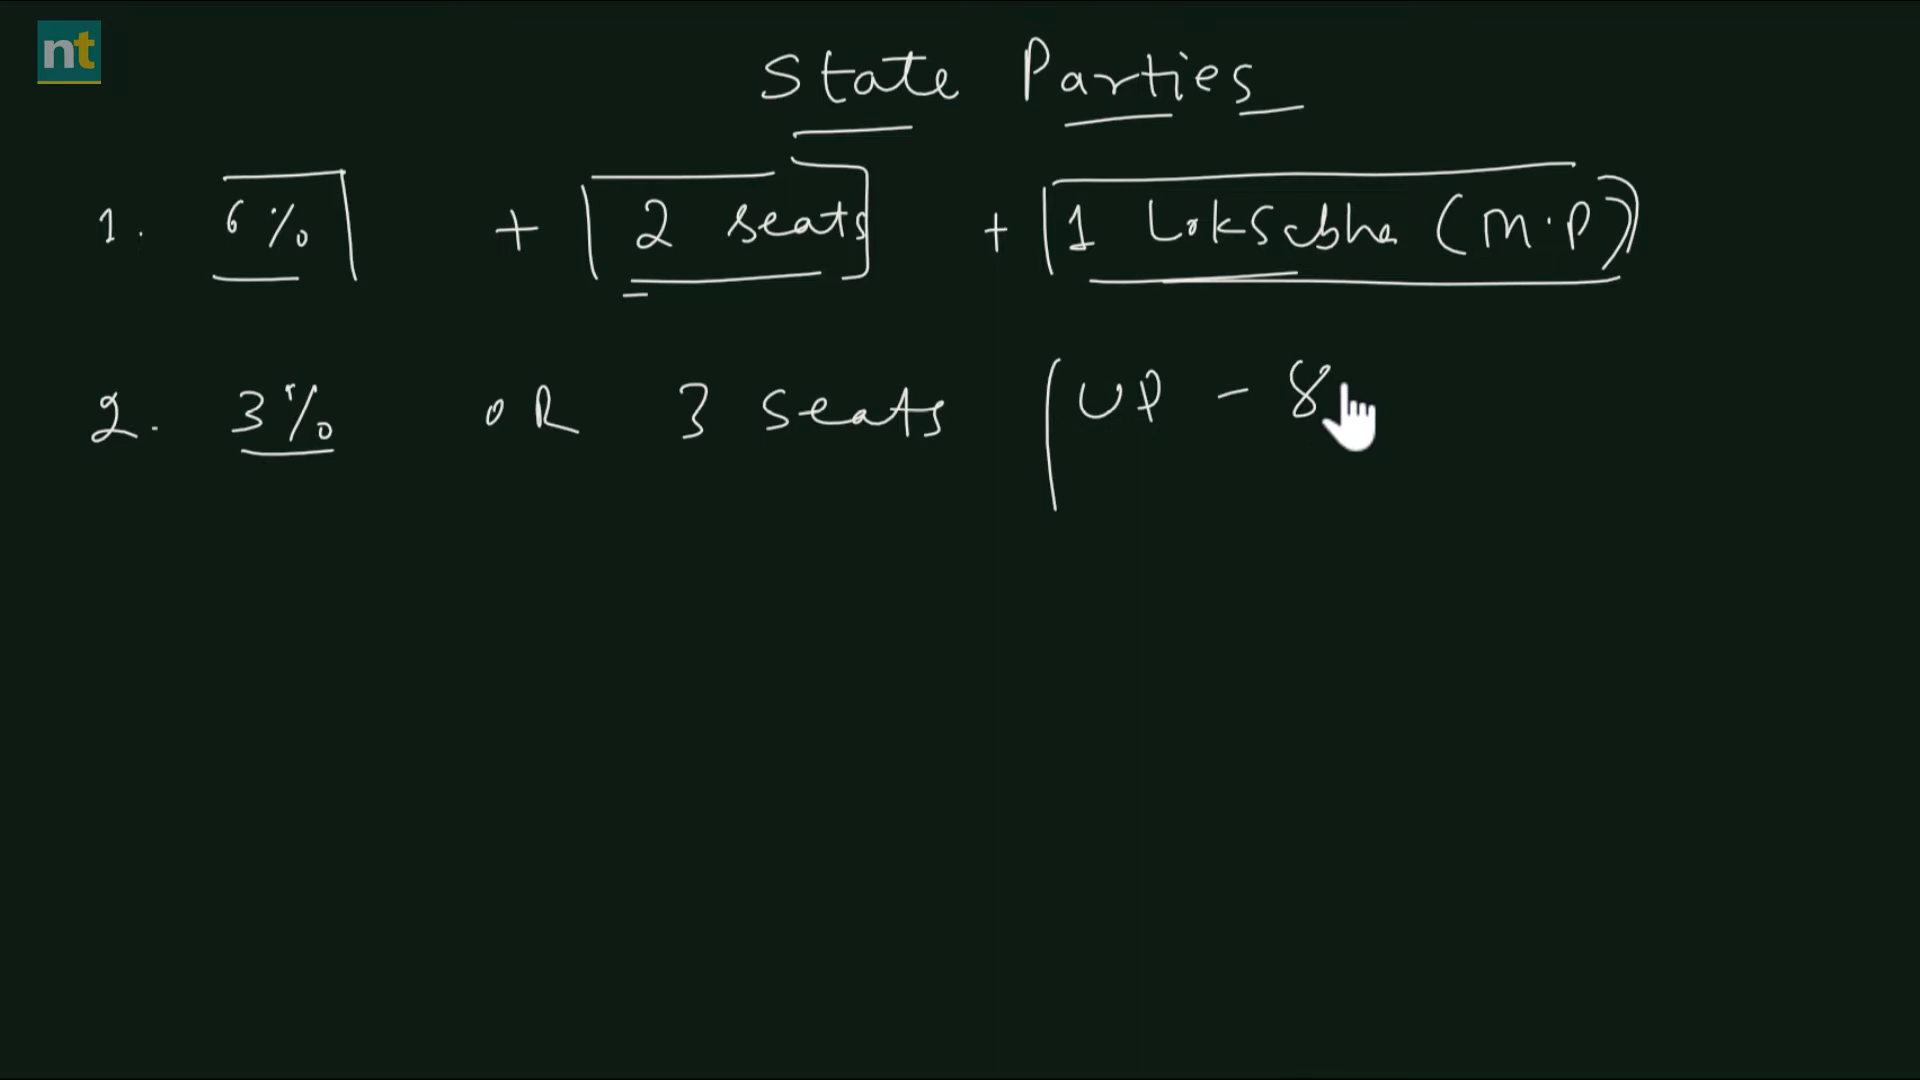 nt
State Parties
1. 6% + 2 seats + 1 LokSabha (M.P)
2. 3% OR 3 seats UP - 8